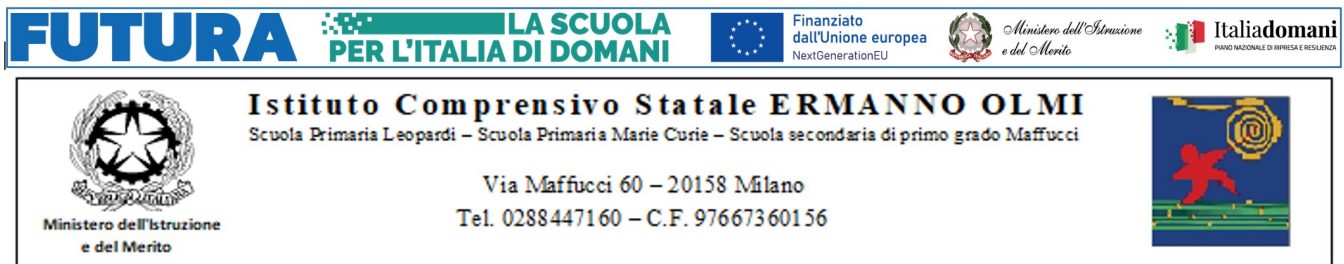 FUTURA
LA SCUOLA
PER L'ITALIA DI DOMANI
Finanziato
dall'Unione europea
NextGenerationEU
Ministero dell'Istruzione
e del Merito
Italiadomani
PIANO NAZIONALE DI RIPRESA E RESILIENZA
Istituto Comprensivo Statale ERMANNO OLMI
Scuola Primaria Leopardi – Scuola Primaria Marie Curie – Scuola secondaria di primo grado Maffucci
Via Maffucci 60 – 20158 Milano
Tel. 0288447160 – C.F. 97667360156
Ministero dell'Istruzione
e del Merito